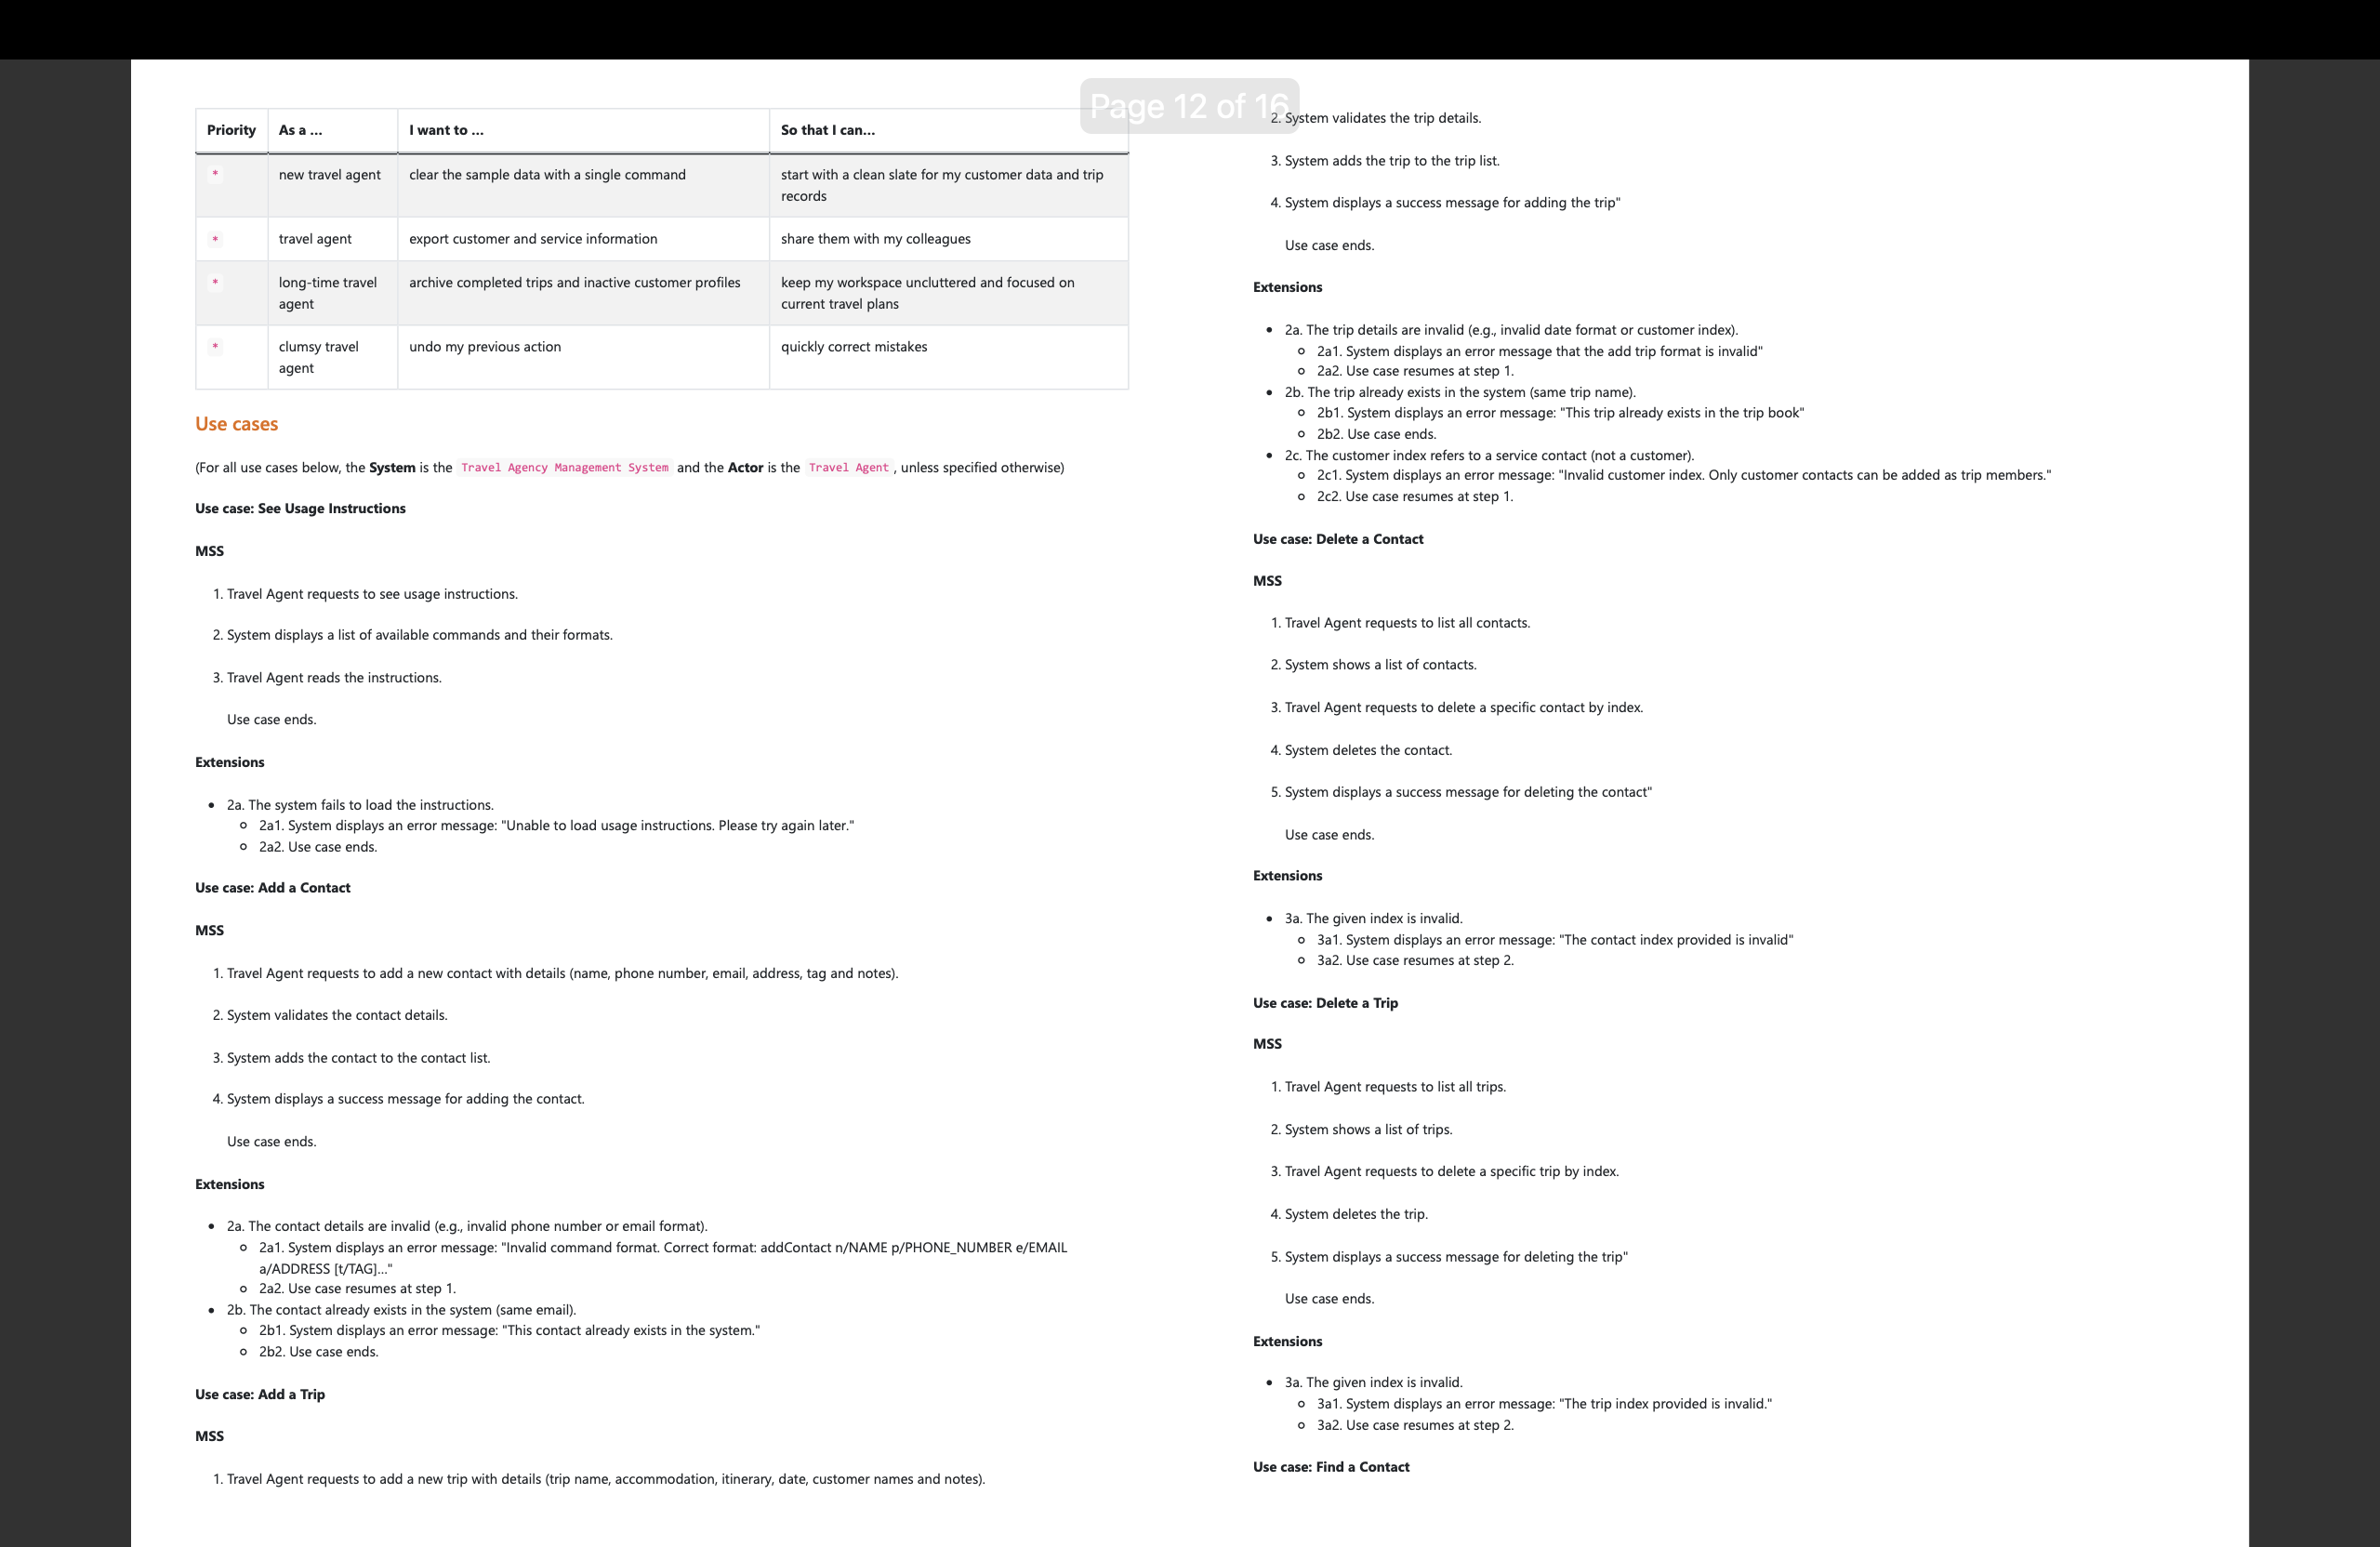 Page 12 of 16
Priority As a ... I want to ... So that I can...
* new travel agent clear the sample data with a single command start with a clean slate for my customer data and trip
records
* travel agent export customer and service information share them with my colleagues
* long-time travel archive completed trips and inactive customer profiles keep my workspace uncluttered and focused on
agent current travel plans
* clumsy travel undo my previous action quickly correct mistakes
agent
Use cases
(For all use cases below, the System is the Travel Agency Management System and the Actor is the Travel Agent, unless specified otherwise)
Use case: See Usage Instructions
MSS
1. Travel Agent requests to see usage instructions.
2. System displays a list of available commands and their formats.
3. Travel Agent reads the instructions.
Use case ends.
Extensions
• 2a. The system fails to load the instructions.
○ 2a1. System displays an error message: "Unable to load usage instructions. Please try again later."
○ 2a2. Use case ends.
Use case: Add a Contact
MSS
1. Travel Agent requests to add a new contact with details (name, phone number, email, address, tag and notes).
2. System validates the contact details.
3. System adds the contact to the contact list.
4. System displays a success message for adding the contact.
Use case ends.
Extensions
• 2a. The contact details are invalid (e.g., invalid phone number or email format).
○ 2a1. System displays an error message: "Invalid command format. Correct format: addContact n/NAME p/PHONE_NUMBER e/EMAIL
a/ADDRESS [t/TAG]..."
○ 2a2. Use case resumes at step 1.
• 2b. The contact already exists in the system (same email).
○ 2b1. System displays an error message: "This contact already exists in the system."
○ 2b2. Use case ends.
Use case: Add a Trip
MSS
1. Travel Agent requests to add a new trip with details (trip name, accommodation, itinerary, date, customer names and notes).
2. System validates the trip details.
3. System adds the trip to the trip list.
4. System displays a success message for adding the trip"
Use case ends.
Extensions
• 2a. The trip details are invalid (e.g., invalid date format or customer index).
○ 2a1. System displays an error message that the add trip format is invalid"
○ 2a2. Use case resumes at step 1.
• 2b. The trip already exists in the system (same trip name).
○ 2b1. System displays an error message: "This trip already exists in the trip book"
○ 2b2. Use case ends.
• 2c. The customer index refers to a service contact (not a customer).
○ 2c1. System displays an error message: "Invalid customer index. Only customer contacts can be added as trip members."
○ 2c2. Use case resumes at step 1.
Use case: Delete a Contact
MSS
1. Travel Agent requests to list all contacts.
2. System shows a list of contacts.
3. Travel Agent requests to delete a specific contact by index.
4. System deletes the contact.
5. System displays a success message for deleting the contact"
Use case ends.
Extensions
• 3a. The given index is invalid.
○ 3a1. System displays an error message: "The contact index provided is invalid"
○ 3a2. Use case resumes at step 2.
Use case: Delete a Trip
MSS
1. Travel Agent requests to list all trips.
2. System shows a list of trips.
3. Travel Agent requests to delete a specific trip by index.
4. System deletes the trip.
5. System displays a success message for deleting the trip"
Use case ends.
Extensions
• 3a. The given index is invalid.
○ 3a1. System displays an error message: "The trip index provided is invalid."
○ 3a2. Use case resumes at step 2.
Use case: Find a Contact